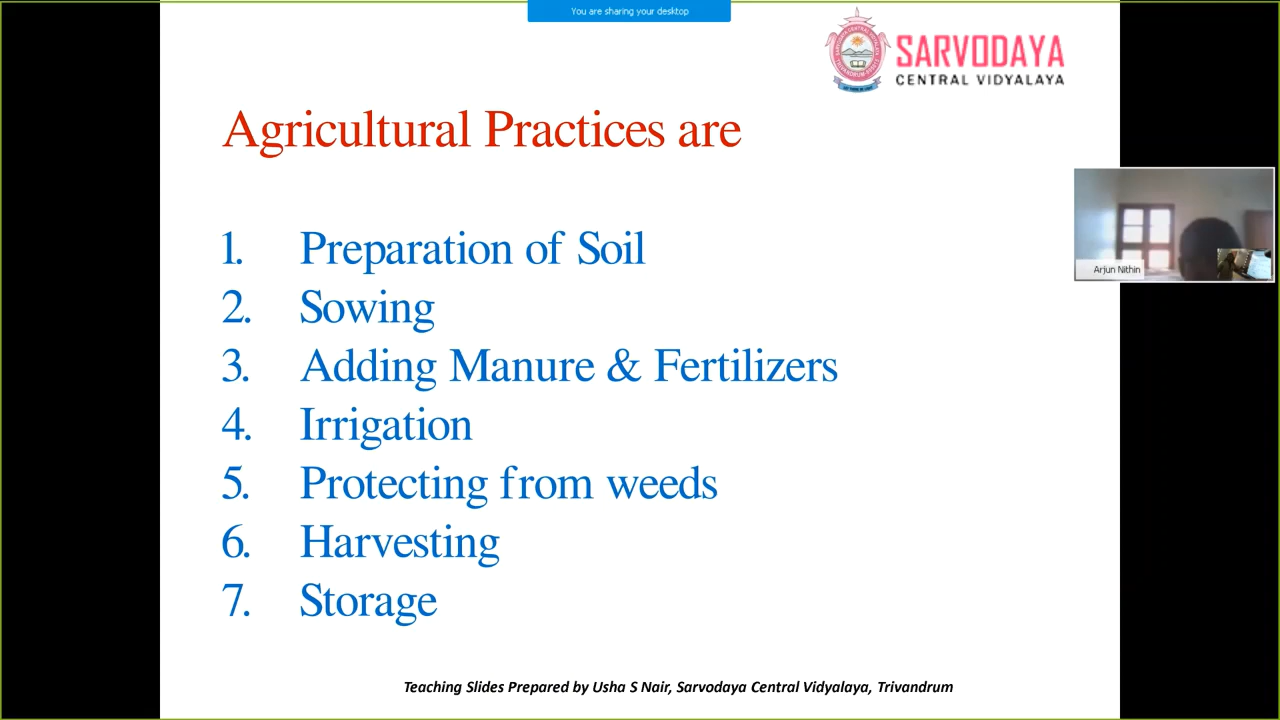 You are sharing your desktop
SARVODAYA
CENTRAL VIDYALAYA
Agricultural Practices are
1. Preparation of Soil
2. Sowing
3. Adding Manure & Fertilizers
4. Irrigation
5. Protecting from weeds
6. Harvesting
7. Storage
Arjun Nithin
Teaching Slides Prepared by Usha S Nair, Sarvodaya Central Vidyalaya, Trivandrum